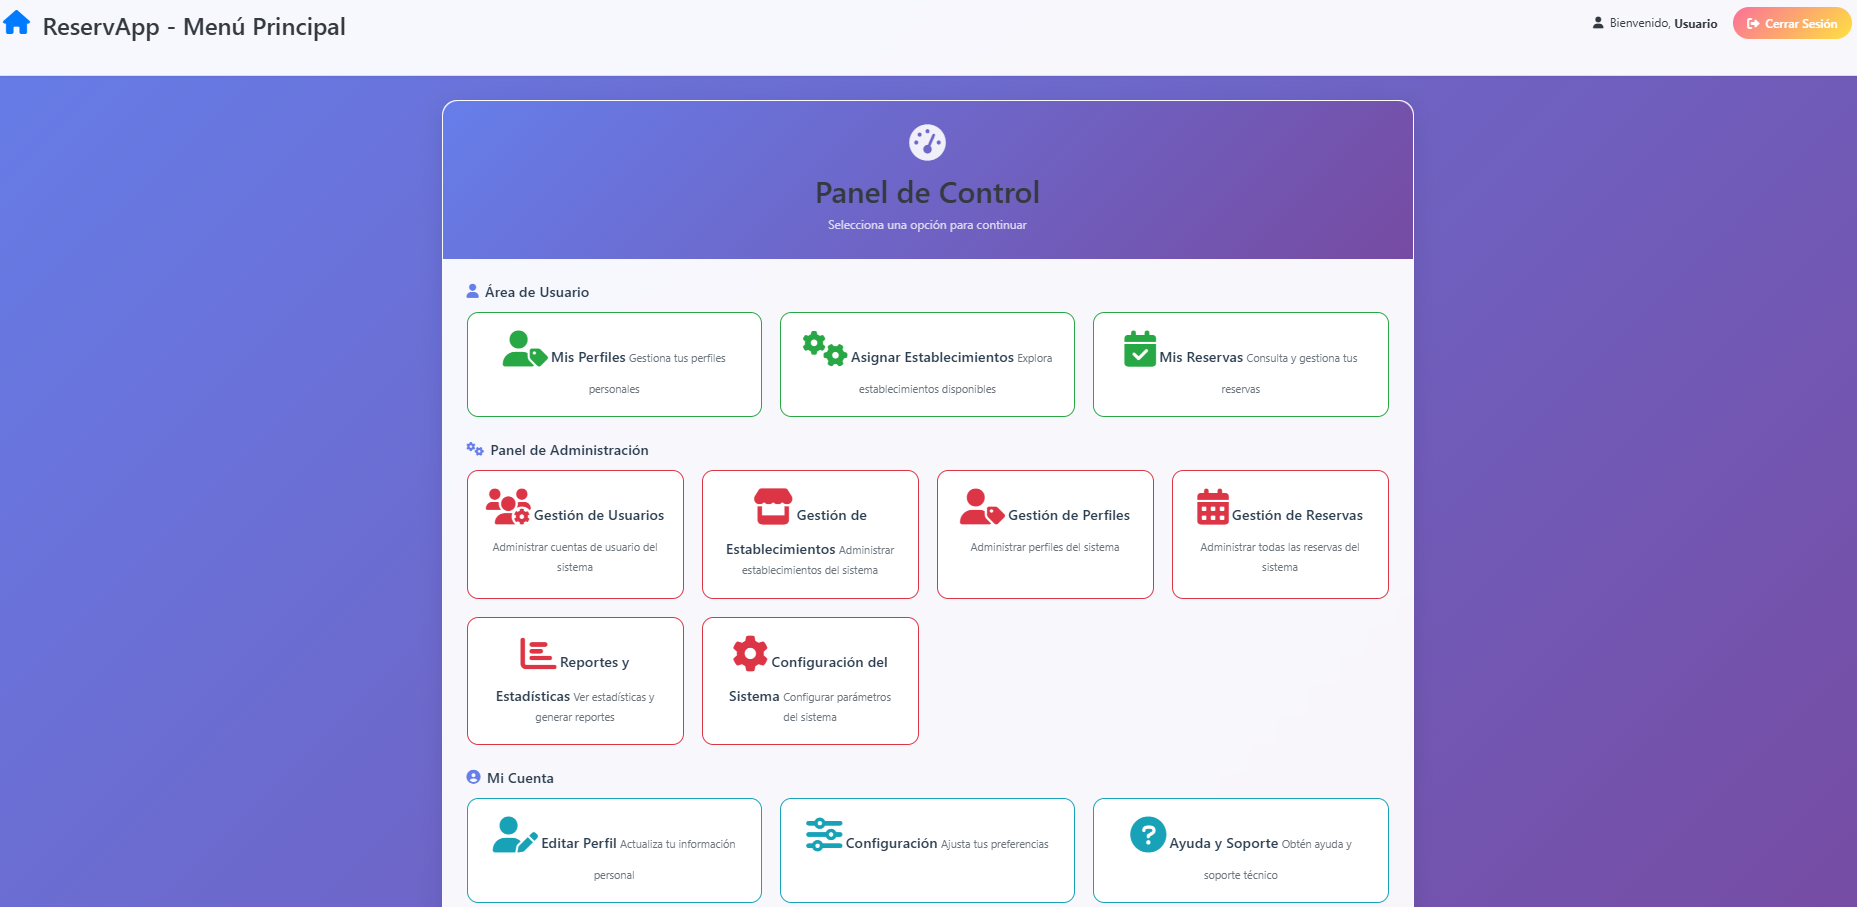 ReservApp - Menú Principal
Bienvenido, Usuario
Cerrar Sesión
Panel de Control
Selecciona una opción para continuar
Área de Usuario
Mis Perfiles Gestiona tus perfiles
personales
Asignar Establecimientos Explora
establecimientos disponibles
Mis Reservas Consulta y gestiona tus
reservas
Panel de Administración
Gestión de Usuarios
Administrar cuentas de usuario del
sistema
Gestión de
Establecimientos Administrar
establecimientos del sistema
Gestión de Perfiles
Administrar perfiles del sistema
Gestión de Reservas
Administrar todas las reservas del
sistema
Reportes y
Estadísticas Ver estadísticas y
generar reportes
Configuración del
Sistema Configurar parámetros
del sistema
Mi Cuenta
Editar Perfil Actualiza tu información
personal
Configuración Ajusta tus preferencias
Ayuda y Soporte Obtén ayuda y
soporte técnico